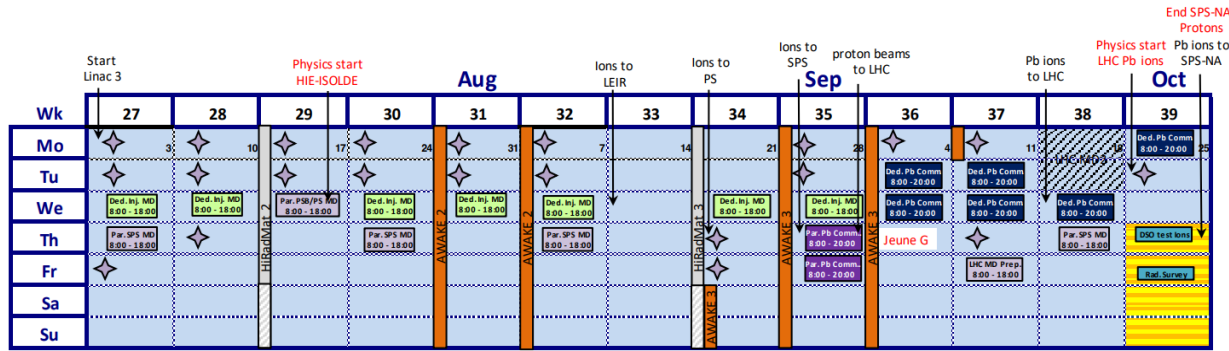 End SPS-NA
Protons
Start
Linac 3
Physics start
HIE-ISOLDE
Aug
Ions to
LEIR
Ions to
PS
Ions to
SPS
Sep
proton beams
to LHC
Pb ions
to LHC
Physics start
LHC Pb ions
Pb ions to
SPS-NA
Oct
Wk 27 28 29 30 31 32 33 34 35 36 37 38 39
Mo 3 10 17 24 31 7 14 21 28 4 11 18 25
Ded. Pb Comm
8:00 - 20:00
LHC MD3
Tu
Ded. Pb Comm
8:00 - 20:00
Ded. Pb Comm
8:00 - 20:00
We
Ded. Inj. MD
8:00 - 18:00
Ded. Inj. MD
8:00 - 18:00
Par. PSB/PS MD
8:00 - 18:00
Ded. Inj. MD
8:00 - 18:00
Ded. Inj. MD
8:00 - 18:00
Ded. Inj. MD
8:00 - 18:00
Ded. Inj. MD
8:00 - 18:00
Ded. Pb Comm
8:00 - 20:00
Ded. Pb Comm
8:00 - 20:00
Ded. Pb Comm
8:00 - 20:00
Th
Par. SPS MD
8:00 - 18:00
Par. SPS MD
8:00 - 18:00
Par. SPS MD
8:00 - 18:00
Par. Pb Comm.
8:00 - 20:00
Jeune G
Par. SPS MD
8:00 - 18:00
DSO test Ions
Fr
Par. Pb Comm.
8:00 - 20:00
LHC MD Prep.
8:00 - 18:00
Rad. Survey
Sa
Su
HiRadMat 2
AWAKE 2
AWAKE 2
HiRadMat 3
AWAKE 3
AWAKE 3
AWAKE 3